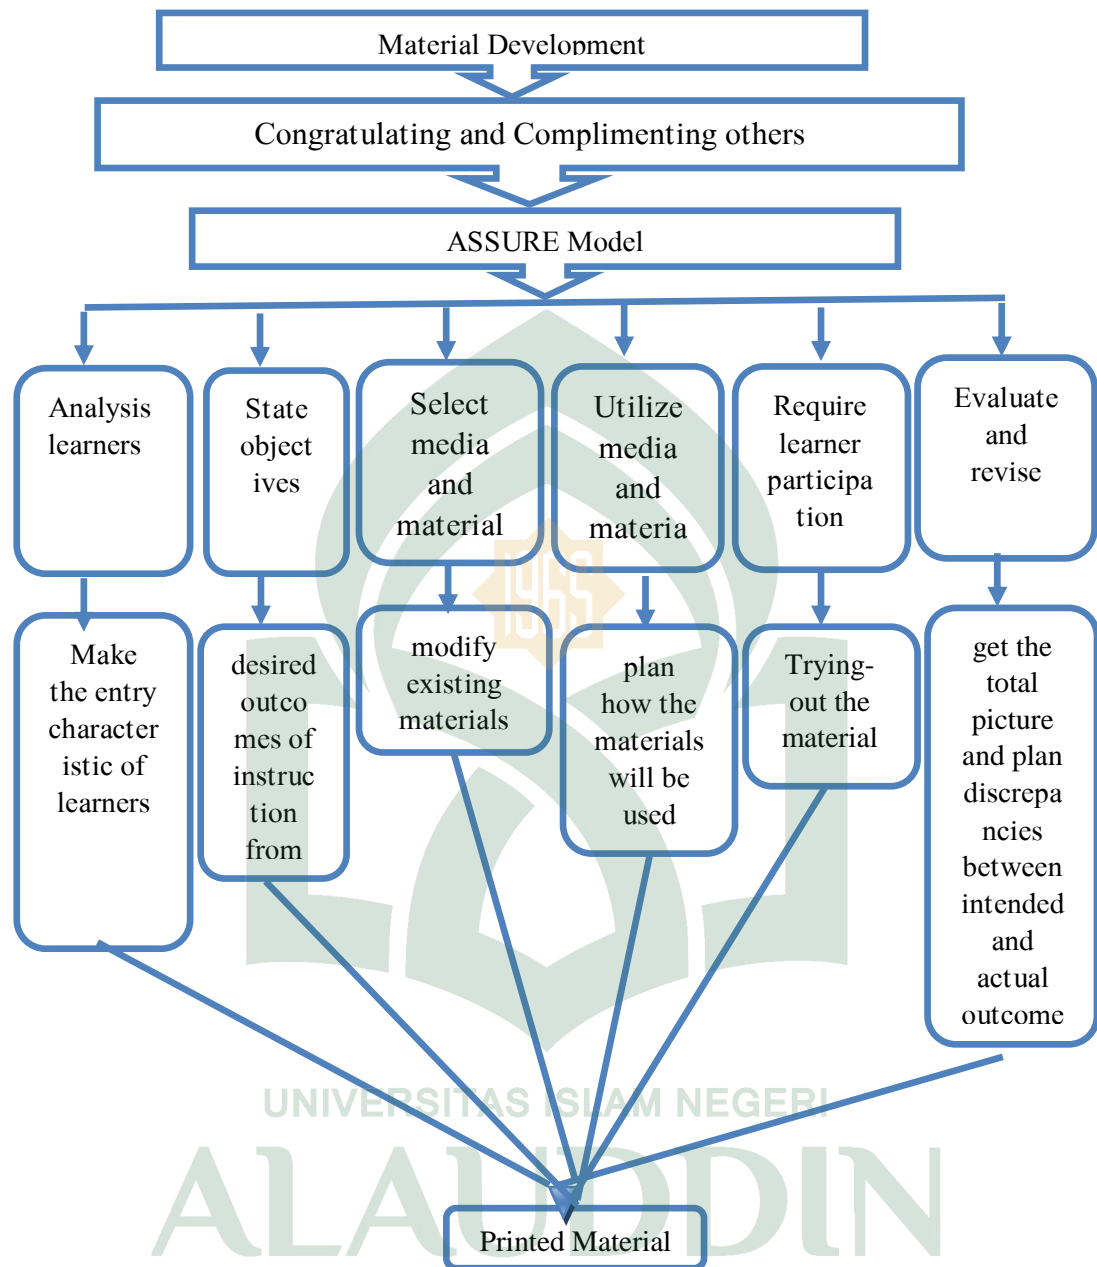 Material Development
Congratulating and Complimenting others
ASSURE Model
Analysis
learners
State
object
ives
Select
media
and
material
Utilize
media
and
materia
Require
learner
participa
tion
Evaluate
and
revise
Make
the entry
character
istic of
learners
desired
outco
mes of
instruc
tion
from
modify
existing
materials
plan
how the
materials
will be
used
Trying-
out the
material
get the
total
picture
and plan
discrepa
ncies
between
intended
and
actual
outcome
1965
UNIVERSITAS ISLAM NEGERI
ALAUDDIN
Printed Material